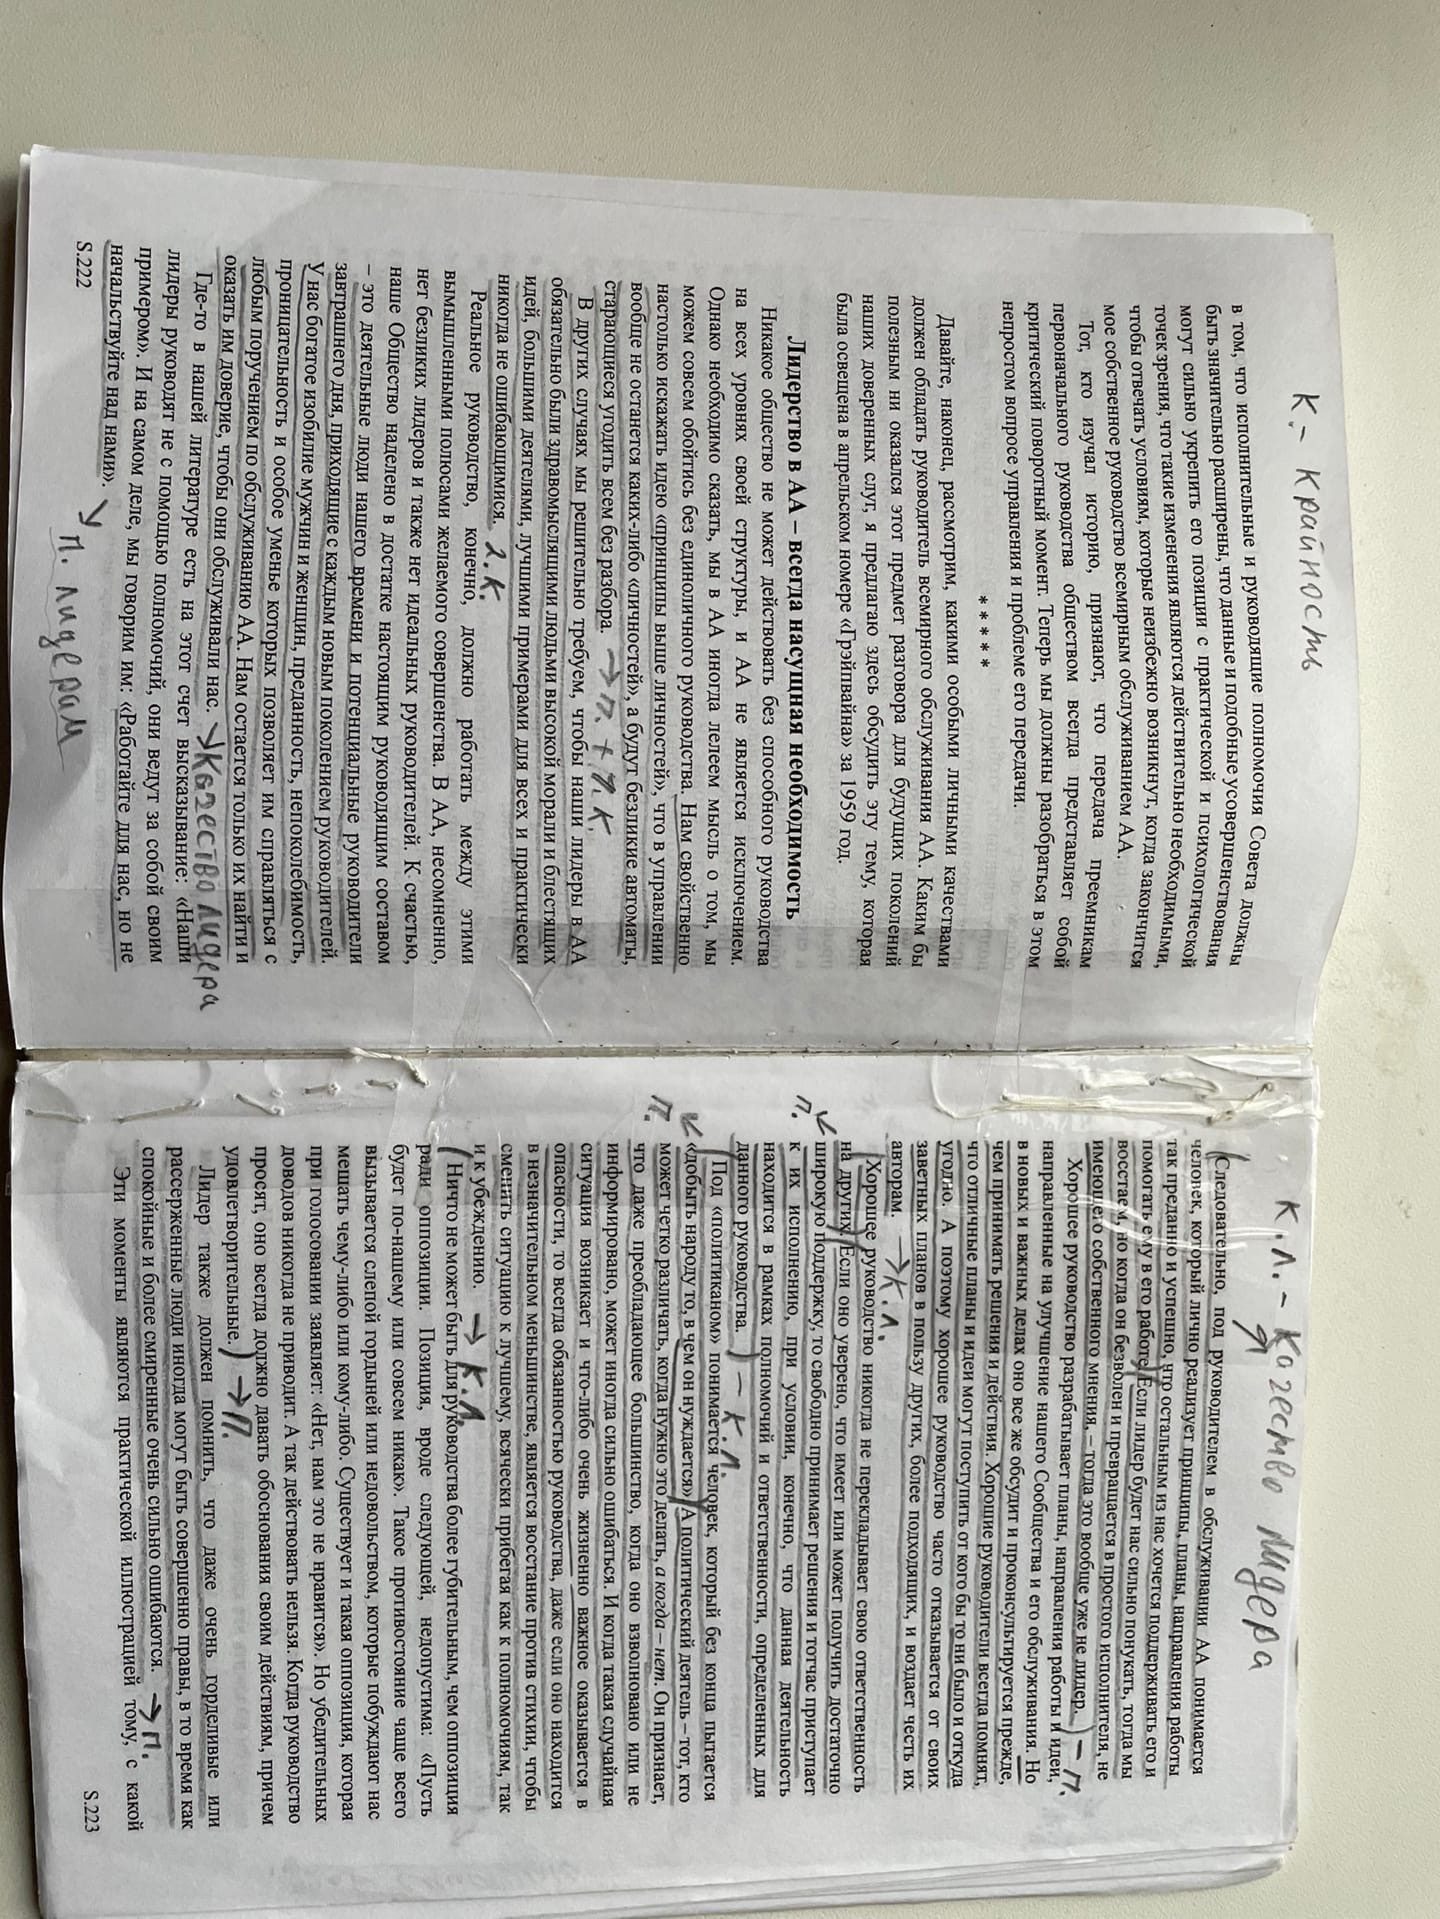 К.- Крайность
в том, что исполнительные и руководящие полномочия Совета должны
быть значительно расширены, что данные и подобные усовершенствования
могут сильно укрепить его позиции с практической и психологической
точек зрения, что такие изменения являются действительно необходимыми,
чтобы отвечать условиям, которые неизбежно возникнут, когда закончится
мое собственное руководство всемирным обслуживанием АА.
Тот, кто изучал историю, признают, что передача преемникам
первоначального руководства обществом всегда представляет собой
критический поворотный момент. Теперь мы должны разобраться в этом
непростом вопросе управления и проблеме его передачи.
*****
Давайте, наконец, рассмотрим, какими особыми личными качествами
должен обладать руководитель всемирного обслуживания АА. Каким бы
полезным ни оказался этот предмет разговора для будущих поколений
наших доверенных слуг, я предлагаю здесь обсудить эту тему, которая
была освещена в апрельском номере «Грэйпвайна» за 1959 год.
Лидерство в АА – всегда насущная необходимость
Никакое общество не может действовать без способного руководства
на всех уровнях своей структуры, и АА не является исключением.
Однако необходимо сказать, мы в АА иногда лелеем мысль о том, мы
можем совсем обойтись без единоличного руководства. Нам свойственно
настолько искажать идею «принципы выше личностей», что в управлении
вообще не останется каких-либо «личностей», а будут безликие автоматы,
старающиеся угодить всем без разбора. → п. + 1. К.
В других случаях мы решительно требуем, чтобы наши лидеры в АА
обязательно были здравомыслящими людьми высокой морали и блестящих
идей, большими деятелями, лучшими примерами для всех и практически
никогда не ошибающимися. 2. К.
Реальное руководство, конечно, должно работать между этими
вымышленными полюсами желаемого совершенства. В АА, несомненно,
нет безликих лидеров и также нет идеальных руководителей. К счастью,
наше Общество наделено в достатке настоящим руководящим составом
– это деятельные люди нашего времени и потенциальные руководители
завтрашнего дня, приходящие с каждым новым поколением руководителей.
У нас богатое изобилие мужчин и женщин, преданность, непоколебимость,
проницательность и особое уменье которых позволяет им справляться с
любым поручением по обслуживанию АА. Нам остается только их найти и
оказать им доверие, чтобы они обслуживали нас. ↘ Качество лидера
Где-то в нашей литературе есть на этот счет высказывание: «Наши
лидеры руководят не с помощью полномочий, они ведут за собой своим
примером». И на самом деле, мы говорим им: «Работайте для нас, но не
начальствуйте над нами». ↘ п. лидерам
S.222
К. Л. - Качество лидера
(Следовательно, под руководителем в обслуживании АА понимается
человек, который лично реализует принципы, планы, направления работы
так преданно и успешно, что остальным из нас хочется поддерживать его и
помогать ему в его работе) Если лидер будет нас сильно понукать, тогда мы
восстаем, но когда он безволен и превращается в простого исполнителя, не
имеющего собственного мнения, – тогда это вообще уже не лидер.) – п.
Хорошее руководство разрабатывает планы, направления работы и идеи,
направленные на улучшение нашего Сообщества и его обслуживания. Но
в новых и важных делах оно все же обсудит и проконсультируется прежде,
чем принимать решения и действия. Хорошие руководители всегда помнят,
что отличные планы и идеи могут поступить от кого бы то ни было и откуда
угодно. А поэтому хорошее руководство часто отказывается от своих
заветных планов в пользу других, более подходящих, и воздает честь их
авторам. → К. Л.
(Хорошее руководство никогда не перекладывает свою ответственность
на других) Если оно уверено, что имеет или может получить достаточно
п. широкую поддержку, то свободно принимает решения и тотчас приступает
к их исполнению, при условии, конечно, что данная деятельность
находится в рамках полномочий и ответственности, определенных для
данного руководства.) – К. Л.
(Под «политиканом» понимается человек, который без конца пытается
«добыть народу то, в чем он нуждается») А политический деятель – тот, кто
п. может четко различать, когда нужно это делать, а когда – нет. Он признает,
что даже преобладающее большинство, когда оно взволновано или не
информировано, может иногда сильно ошибаться. И когда такая случайная
ситуация возникает и что-либо очень жизненно важное оказывается в
опасности, то всегда обязанностью руководства, даже если оно находится
в незначительном меньшинстве, является восстание против стихии, чтобы
сменить ситуацию к лучшему, всячески прибегая как к полномочиям, так
и к убеждению. → К. Л
(Ничто не может быть для руководства более губительным, чем оппозиция
ради оппозиции. Позиция, вроде следующей, недопустима: «Пусть
будет по-нашему или совсем никак». Такое противостояние чаще всего
вызывается слепой гордыней или недовольством, которые побуждают нас
мешать чему-либо или кому-либо. Существует и такая оппозиция, которая
при голосовании заявляет: «Нет, нам это не нравится». Но убедительных
доводов никогда не приводит. А так действовать нельзя. Когда руководство
просят, оно всегда должно давать обоснования своим действиям, причем
удовлетворительные.) → п.
Лидер также должен помнить, что даже очень горделивые или
рассерженные люди иногда могут быть совершенно правы, в то время как
спокойные и более смиренные очень сильно ошибаются. → п.
Эти моменты являются практической иллюстрацией тому, с какой
S.223